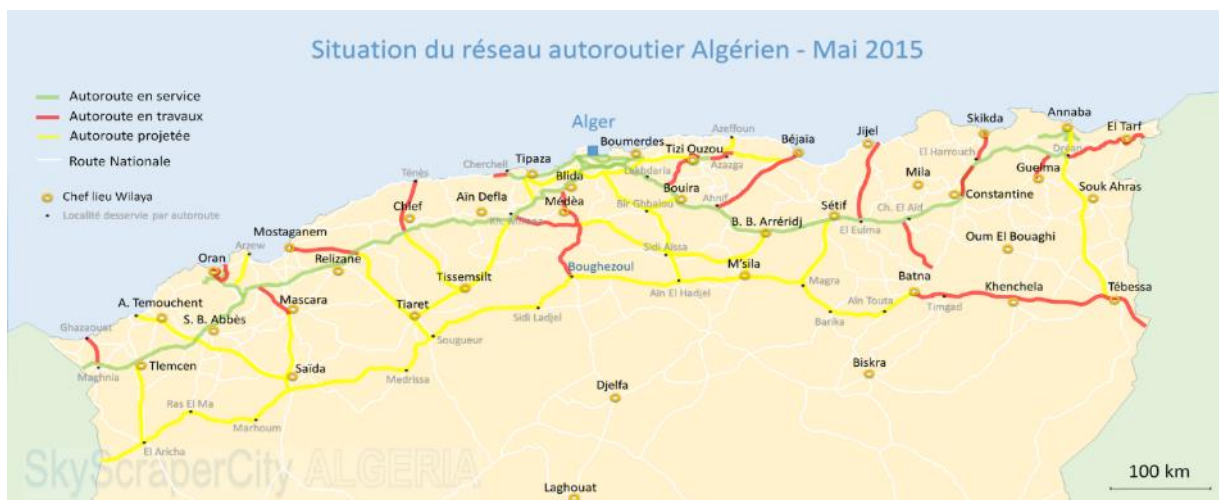 Situation du réseau autoroutier Algérien - Mai 2015
Autoroute en service
Autoroute en travaux
Autoroute projetée
Route Nationale
Chef lieu Wilaya
Localité desservie par autoroute
Alger
Boumerdes
Azeffoun
Tizi Ouzou
Béjaïa
Jijel
Skikda
Annaba
El Tarf
Cherchell
Tipaza
Lakhdaria
Azazga
El Harrouch
Dréan
Guelma
Ténès
Blida
Bouira
Mila
Aïn Defla
Médéa
Bir Ghbalou
Ahnif
Constantine
Souk Ahras
Chlef
B. B. Arréridj
Sétif
El Eulma
Ch. El Aïd
Mostaganem
Arzew
Oum El Bouaghi
Oran
Relizane
Sidi Aïssa
Tissemsilt
Boughezoul
M'sila
Aïn El Hadjel
Magra
Batna
Khenchela
Tébessa
A. Temouchent
Mascara
Tiaret
Sidi Ladjel
Barika
Aïn Touta
Timgad
S. B. Abbès
Ghazaouat
Sougueur
Maghnia
Tlemcen
Saïda
Medrissa
Biskra
Djelfa
Ras El Ma
Marhoum
El Aricha
SkyScraperCity ALGERIA
100 km
Laghouat